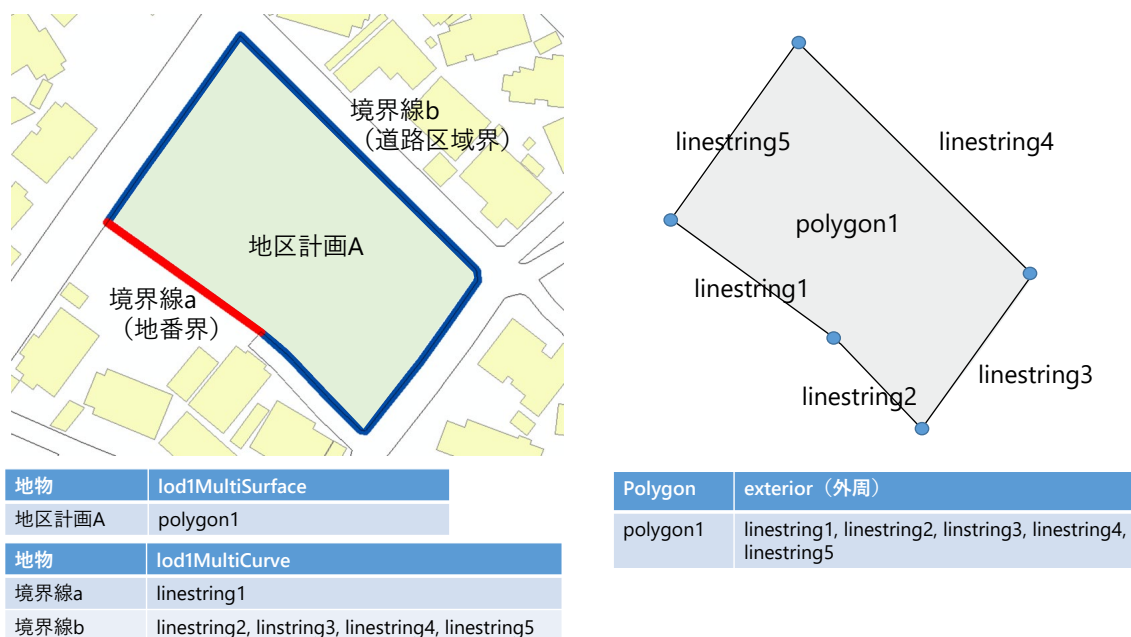 境界線b
（道路区域界）
地区計画A
境界線a
（地番界）
linestring5
linestring4
polygon1
linestring1
linestring3
linestring2
地物 lod1MultiSurface
地区計画A polygon1
地物 lod1MultiCurve
境界線a linestring1
境界線b linestring2, linstring3, linestring4, linestring5
Polygon exterior（外周）
polygon1 linestring1, linestring2, linstring3, linestring4,
linestring5